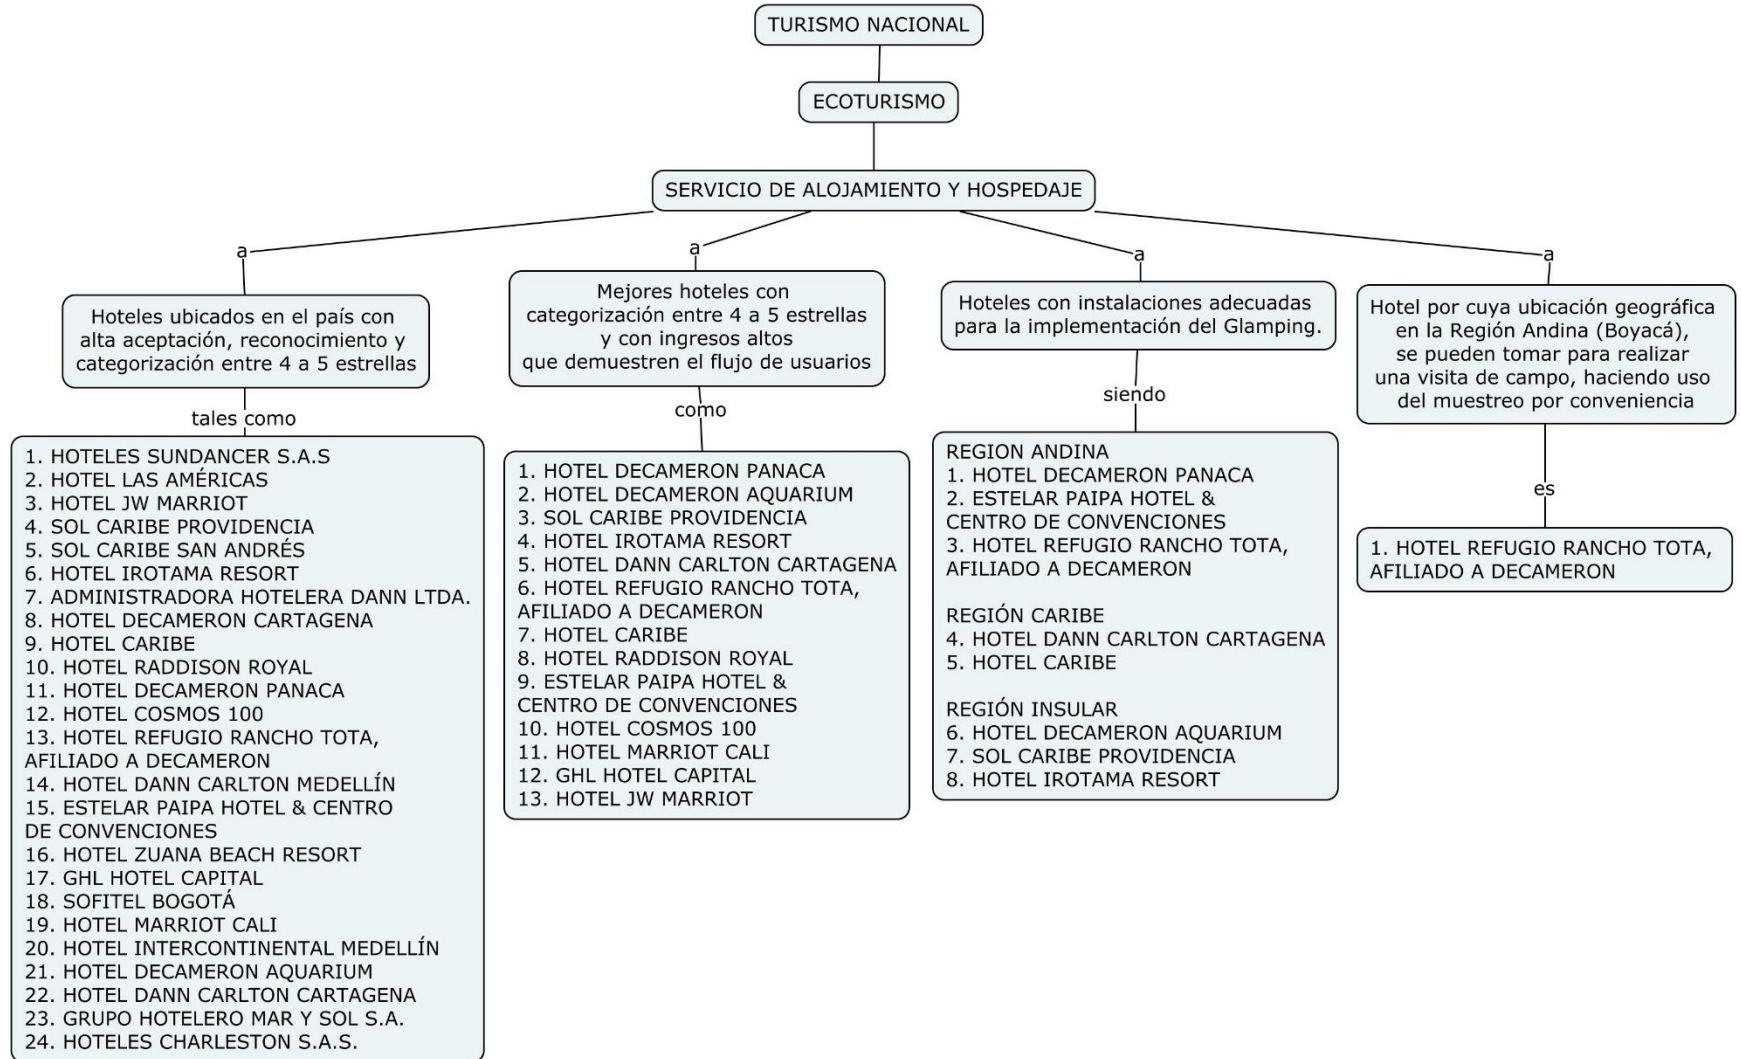 TURISMO NACIONAL
ECOTURISMO
SERVICIO DE ALOJAMIENTO Y HOSPEDAJE
a
Hoteles ubicados en el país con
alta aceptación, reconocimiento y
categorización entre 4 a 5 estrellas
tales como
1. HOTELES SUNDANCER S.A.S
2. HOTEL LAS AMÉRICAS
3. HOTEL JW MARRIOT
4. SOL CARIBE PROVIDENCIA
5. SOL CARIBE SAN ANDRÉS
6. HOTEL IROTAMA RESORT
7. ADMINISTRADORA HOTELERA DANN LTDA.
8. HOTEL DECAMERON CARTAGENA
9. HOTEL CARIBE
10. HOTEL RADDISON ROYAL
11. HOTEL DECAMERON PANACA
12. HOTEL COSMOS 100
13. HOTEL REFUGIO RANCHO TOTA,
AFILIADO A DECAMERON
14. HOTEL DANN CARLTON MEDELLÍN
15. ESTELAR PAIPA HOTEL & CENTRO
DE CONVENCIONES
16. HOTEL ZUANA BEACH RESORT
17. GHL HOTEL CAPITAL
18. SOFITEL BOGOTÁ
19. HOTEL MARRIOT CALI
20. HOTEL INTERCONTINENTAL MEDELLÍN
21. HOTEL DECAMERON AQUARIUM
22. HOTEL DANN CARLTON CARTAGENA
23. GRUPO HOTELERO MAR Y SOL S.A.
24. HOTELES CHARLESTON S.A.S.
a
Mejores hoteles con
categorización entre 4 a 5 estrellas
y con ingresos altos
que demuestren el flujo de usuarios
como
1. HOTEL DECAMERON PANACA
2. HOTEL DECAMERON AQUARIUM
3. SOL CARIBE PROVIDENCIA
4. HOTEL IROTAMA RESORT
5. HOTEL DANN CARLTON CARTAGENA
6. HOTEL REFUGIO RANCHO TOTA,
AFILIADO A DECAMERON
7. HOTEL CARIBE
8. HOTEL RADDISON ROYAL
9. ESTELAR PAIPA HOTEL &
CENTRO DE CONVENCIONES
10. HOTEL COSMOS 100
11. HOTEL MARRIOT CALI
12. GHL HOTEL CAPITAL
13. HOTEL JW MARRIOT
a
Hoteles con instalaciones adecuadas
para la implementación del Glamping.
siendo
REGION ANDINA
1. HOTEL DECAMERON PANACA
2. ESTELAR PAIPA HOTEL &
CENTRO DE CONVENCIONES
3. HOTEL REFUGIO RANCHO TOTA,
AFILIADO A DECAMERON
REGIÓN CARIBE
4. HOTEL DANN CARLTON CARTAGENA
5. HOTEL CARIBE
REGIÓN INSULAR
6. HOTEL DECAMERON AQUARIUM
7. SOL CARIBE PROVIDENCIA
8. HOTEL IROTAMA RESORT
a
Hotel por cuya ubicación geográfica
en la Región Andina (Boyacá),
se pueden tomar para realizar
una visita de campo, haciendo uso
del muestreo por conveniencia
es
1. HOTEL REFUGIO RANCHO TOTA,
AFILIADO A DECAMERON